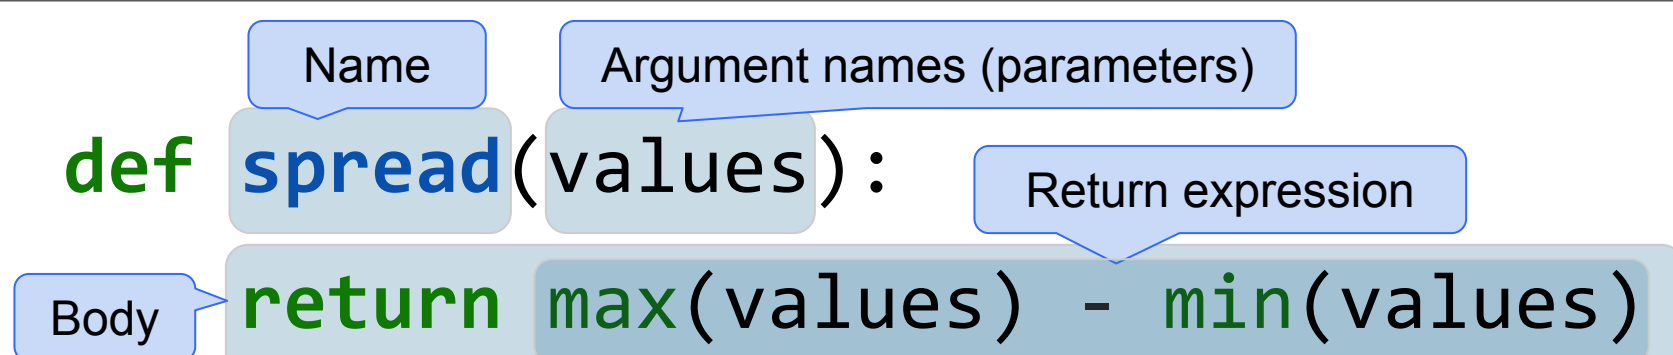 Name
Argument names (parameters)
def spread(values):
Return expression
Body
return max(values) - min(values)